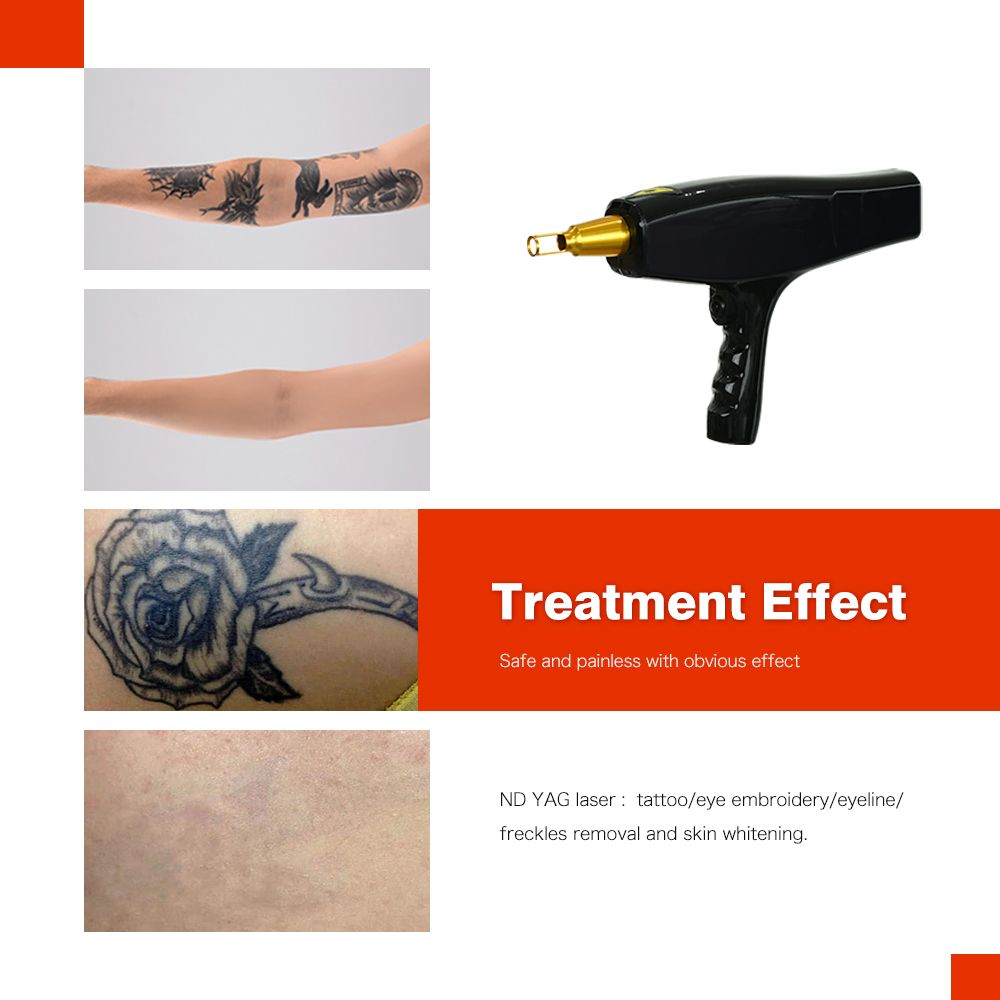 Treatment Effect
Safe and painless with obvious effect
ND YAG laser : tattoo/eye embroidery/eyeline/
freckles removal and skin whitening.